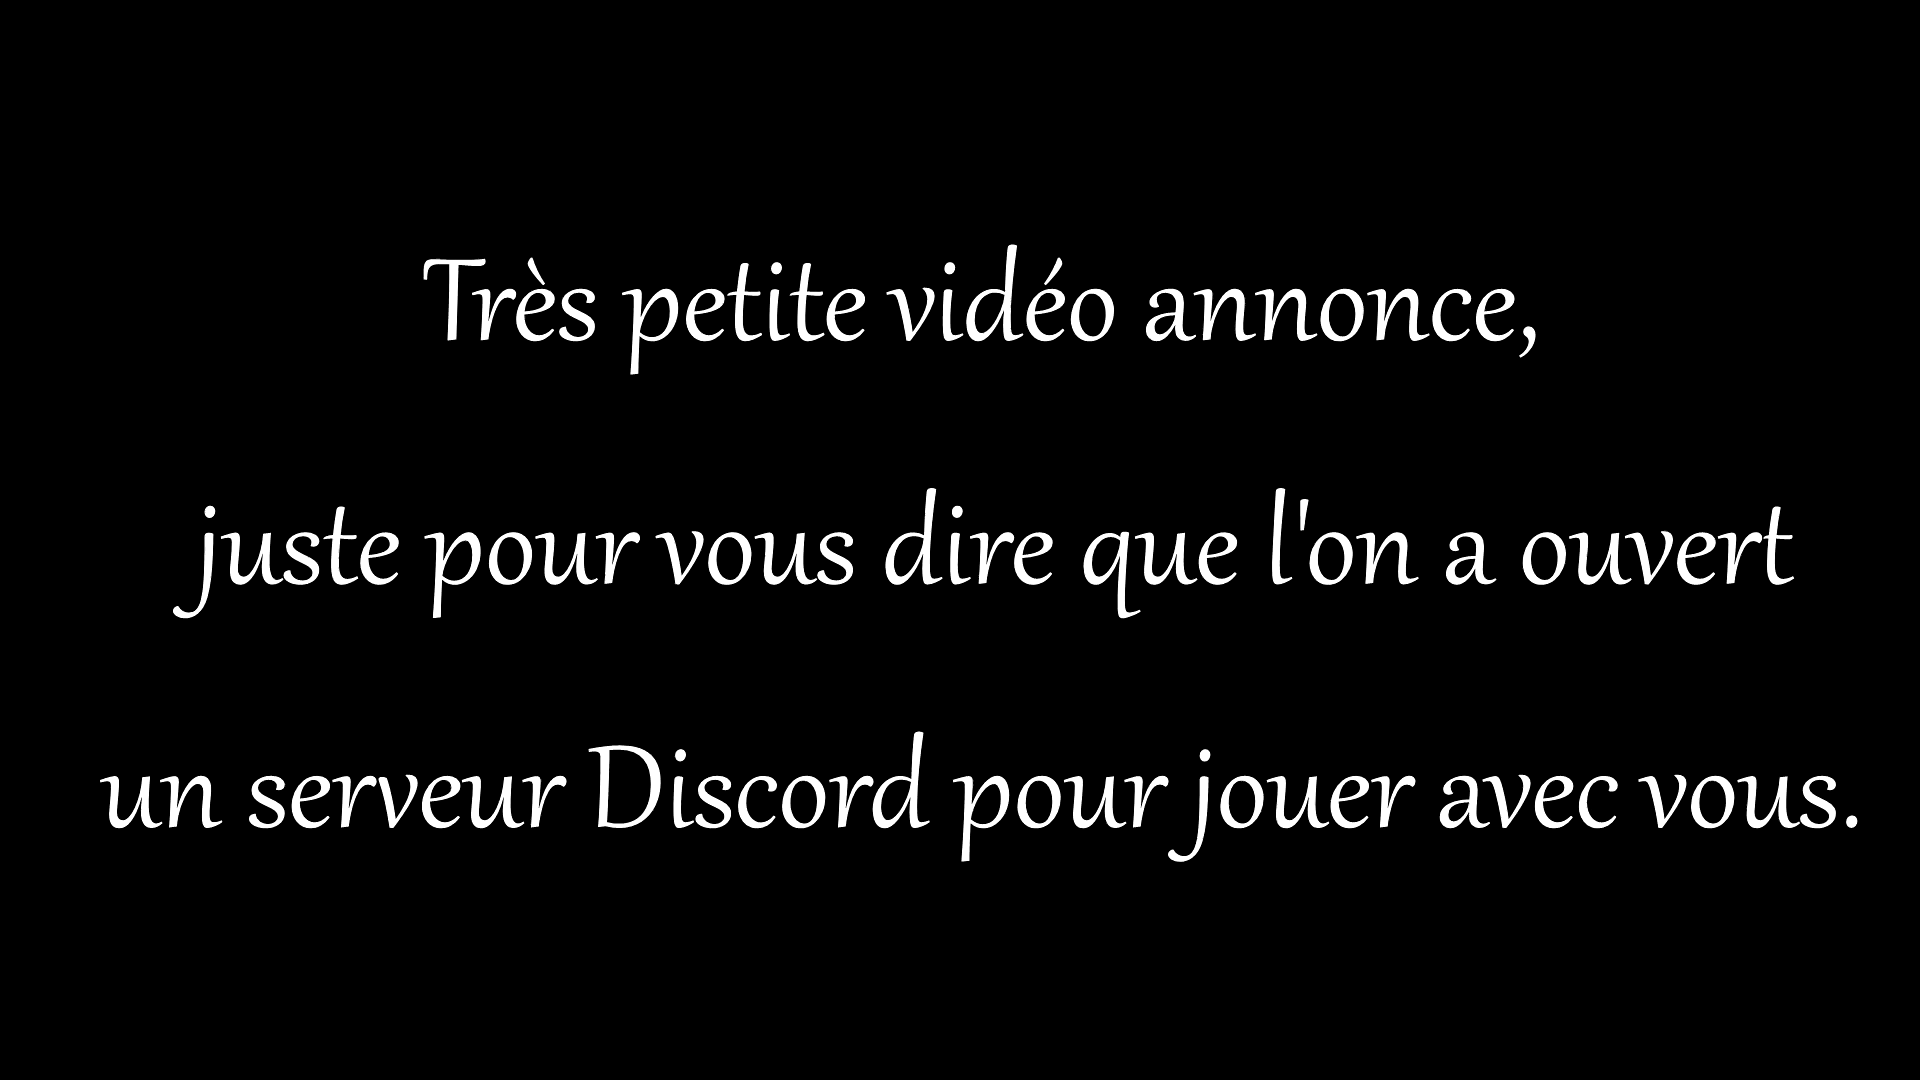 Très petite vidéo annonce,
juste pour vous dire que l'on a ouvert
un serveur Discord pour jouer avec vous.